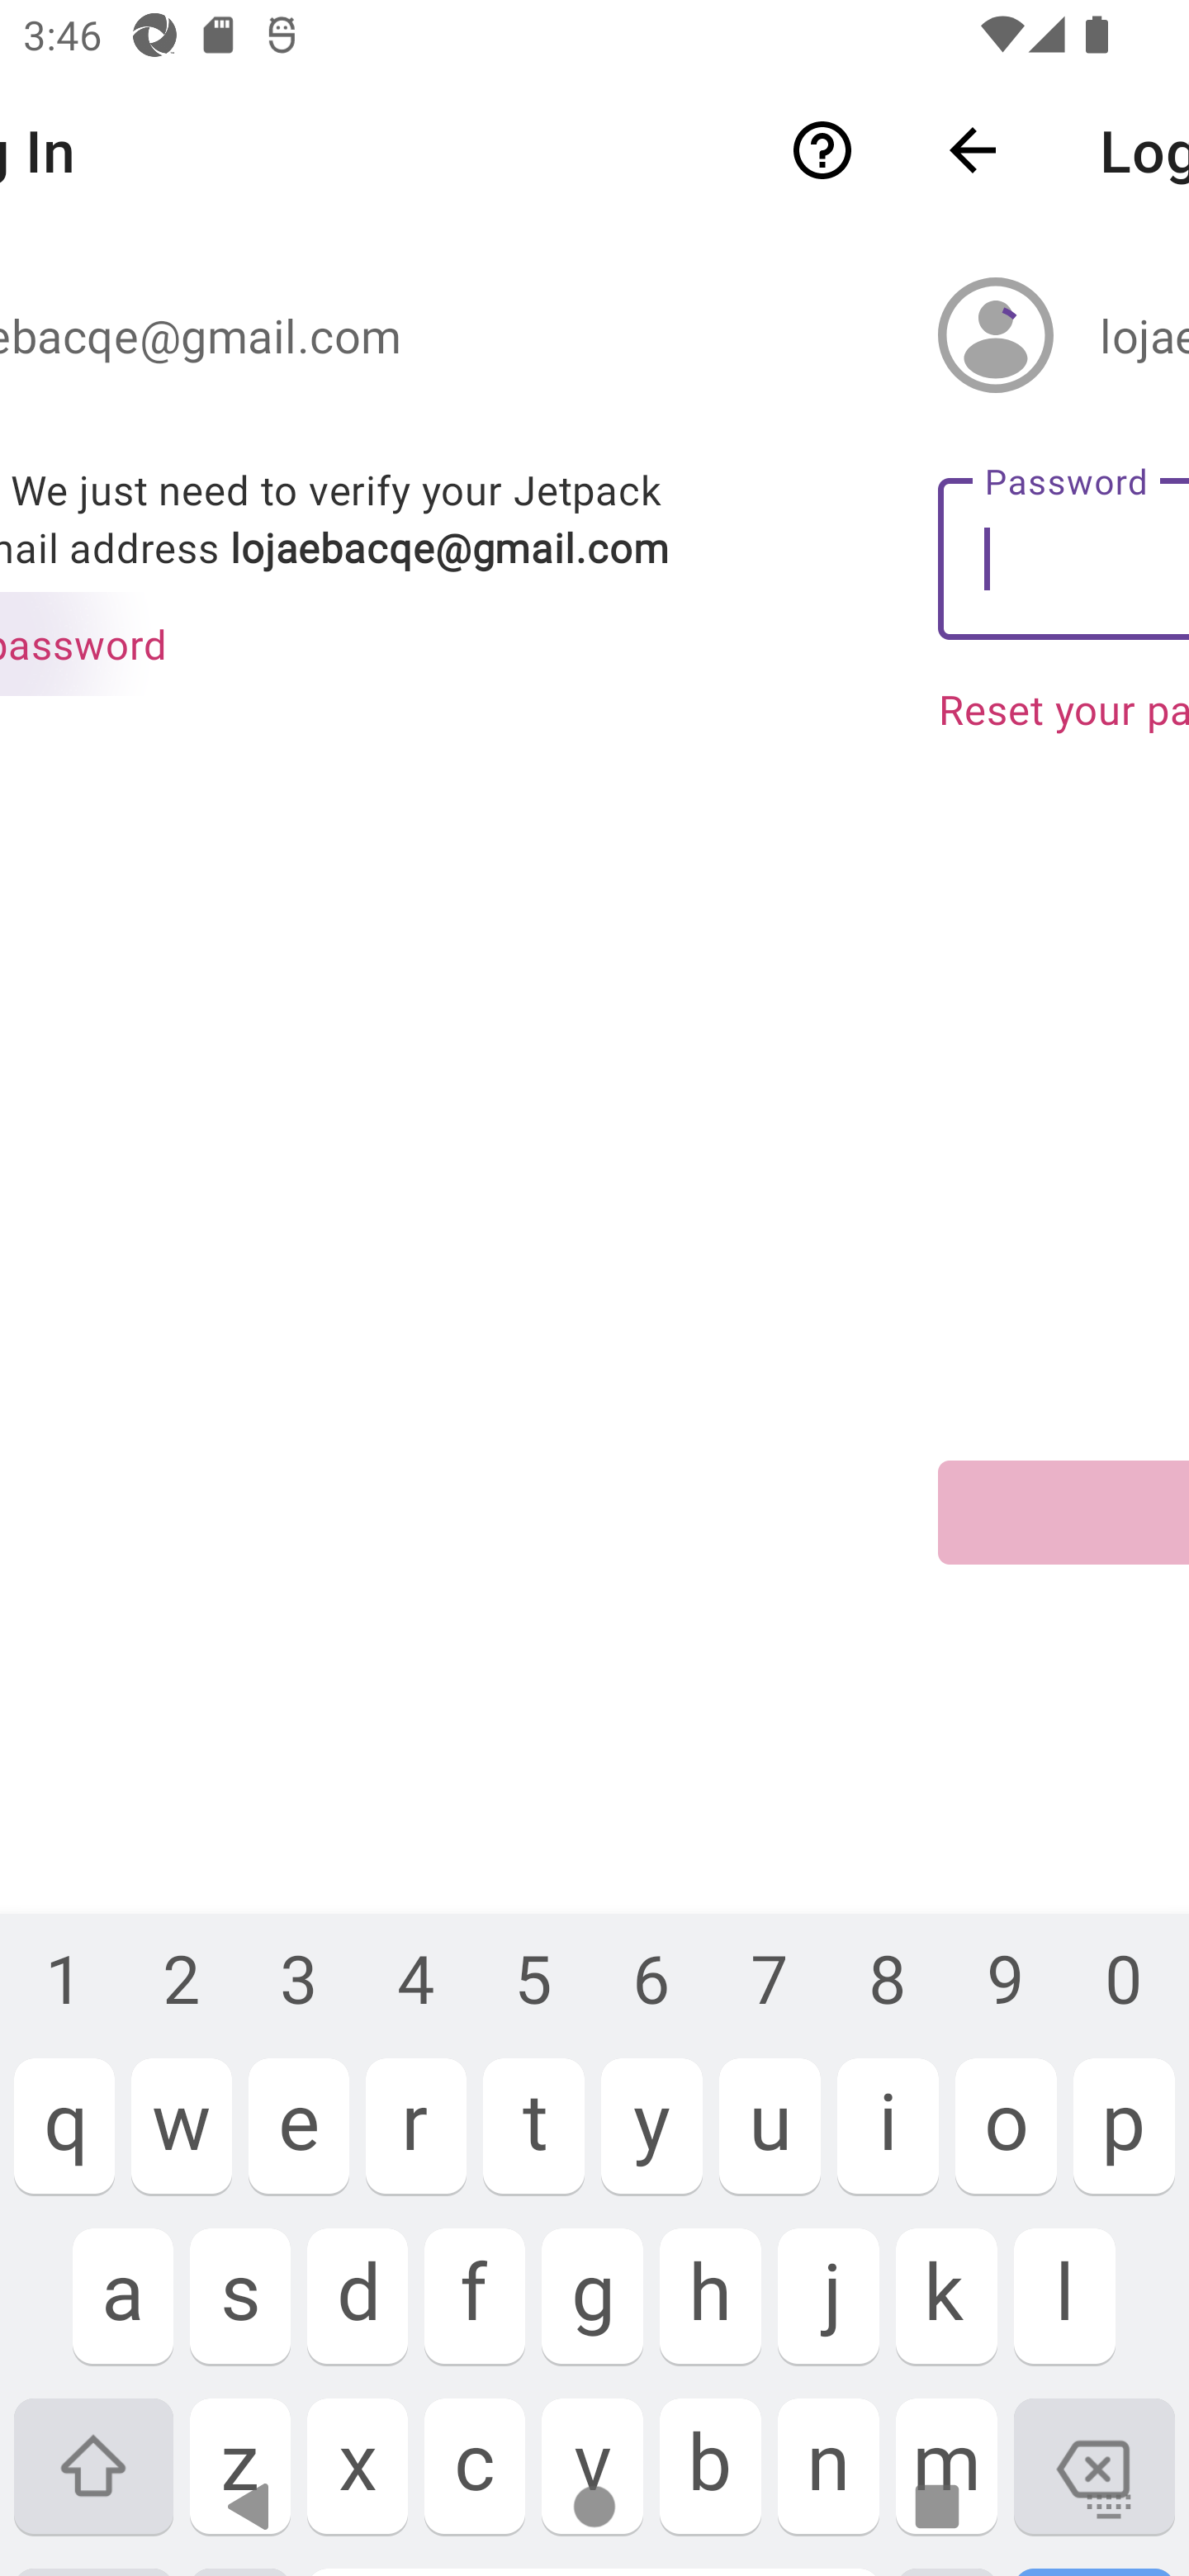 3:46
g In
Log
ebacqe@gmail.com
lojae
We just need to verify your Jetpack
nail address lojaebacqe@gmail.com
password
Password
Reset your pa
1 2 3 4 5 6 7 8 9 0
q w e r t y u i o p
a s d f g h j k l
z x c v b n m